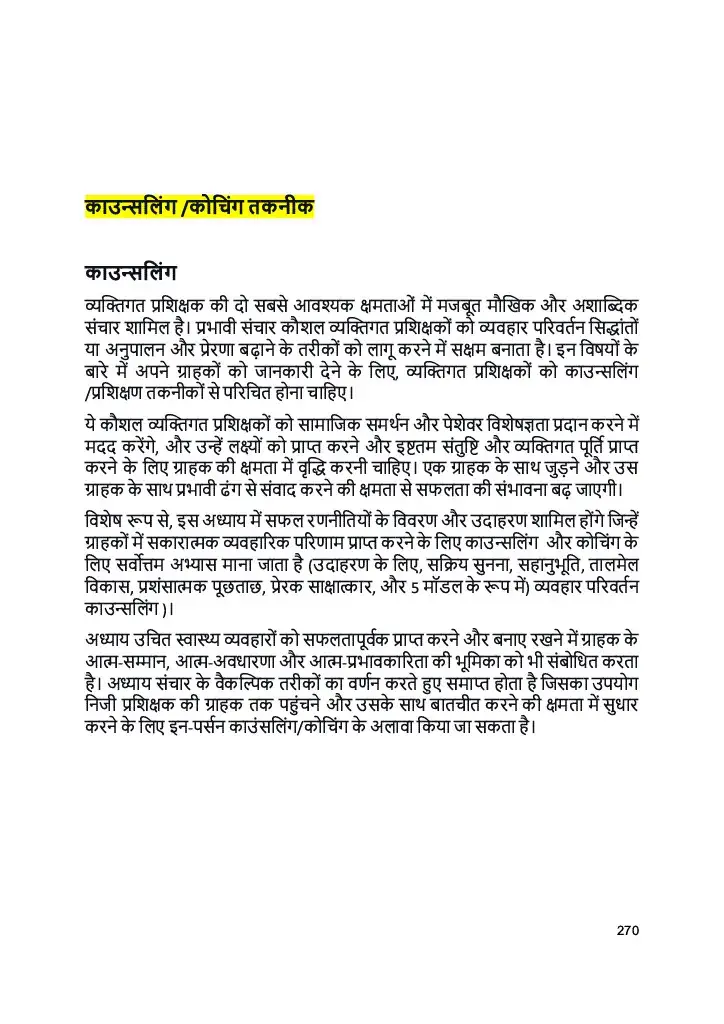 काउन्सलिंग /कोचिंग तकनीक
काउन्सलिंग
व्यक्तिगत प्रशिक्षक की दो सबसे आवश्यक क्षमताओं में मजबूत मौखिक और अशाब्दिक
संचार शामिल है। प्रभावी संचार कौशल व्यक्तिगत प्रशिक्षकों को व्यवहार परिवर्तन सिद्धांतों
या अनुपालन और प्रेरणा बढ़ाने के तरीकों को लागू करने में सक्षम बनाता है। इन विषयों के
बारे में अपने ग्राहकों को जानकारी देने के लिए, व्यक्तिगत प्रशिक्षकों को काउन्सलिंग
/प्रशिक्षण तकनीकों से परिचित होना चाहिए।
ये कौशल व्यक्तिगत प्रशिक्षकों को सामाजिक समर्थन और पेशेवर विशेषज्ञता प्रदान करने में
मदद करेंगे, और उन्हें लक्ष्यों को प्राप्त करने और इष्टतम संतुष्टि और व्यक्तिगत पूर्ति प्राप्त
करने के लिए ग्राहक की क्षमता में वृद्धि करनी चाहिए। एक ग्राहक के साथ जुड़ने और उस
ग्राहक के साथ प्रभावी ढंग से संवाद करने की क्षमता से सफलता की संभावना बढ़ जाएगी।
विशेष रूप से, इस अध्याय में सफल रणनीतियों के विवरण और उदाहरण शामिल होंगे जिन्हें
ग्राहकों में सकारात्मक व्यवहारिक परिणाम प्राप्त करने के लिए काउन्सलिंग और कोचिंग के
लिए सर्वोत्तम अभ्यास माना जाता है (उदाहरण के लिए, सक्रिय सुनना, सहानुभूति, तालमेल
विकास, प्रशंसात्मक पूछताछ, प्रेरक साक्षात्कार, और 5 मॉडल के रूप में) व्यवहार परिवर्तन
काउन्सलिंग )।
अध्याय उचित स्वास्थ्य व्यवहारों को सफलतापूर्वक प्राप्त करने और बनाए रखने में ग्राहक के
आत्म-सम्मान, आत्म-अवधारणा और आत्म-प्रभावकारिता की भूमिका को भी संबोधित करता
है। अध्याय संचार के वैकल्पिक तरीकों का वर्णन करते हुए समाप्त होता है जिसका उपयोग
निजी प्रशिक्षक की ग्राहक तक पहुंचने और उसके साथ बातचीत करने की क्षमता में सुधार
करने के लिए इन-पर्सन काउंसलिंग/कोचिंग के अलावा किया जा सकता है।
270